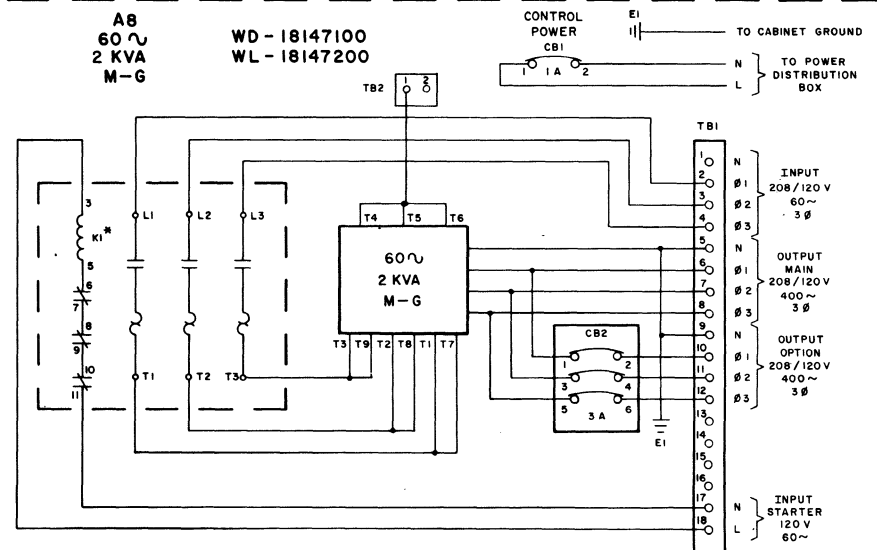 A8
60 ∿
2 KVA
M-G
WD-18147100
WL-18147200
CONTROL
POWER
CB1
1 1A 2
E1
TO CABINET GROUND
N
L
TO POWER
DISTRIBUTION
BOX
TB2
1 2
TB1
1 N
2 Ø1
3 Ø2
4 Ø3
INPUT
208/120 V
60~
3Ø
5 N
6 Ø1
7 Ø2
8 Ø3
OUTPUT
MAIN
208/120V
400~
3Ø
9 N
10 Ø1
11 Ø2
12 Ø3
OUTPUT
OPTION
208/120V
400~
3Ø
13
14
15
16
17 N
18 L
INPUT
STARTER
120 V
60~
3
K1*
5
6
7
8
9
10
11
L1
L2
L3
T1
T2
T3
T4 T5 T6
60∿
2 KVA
M-G
T3 T9 T2 T8 T1 T7
CB2
1 2
3 4
5 6
3 A
E1